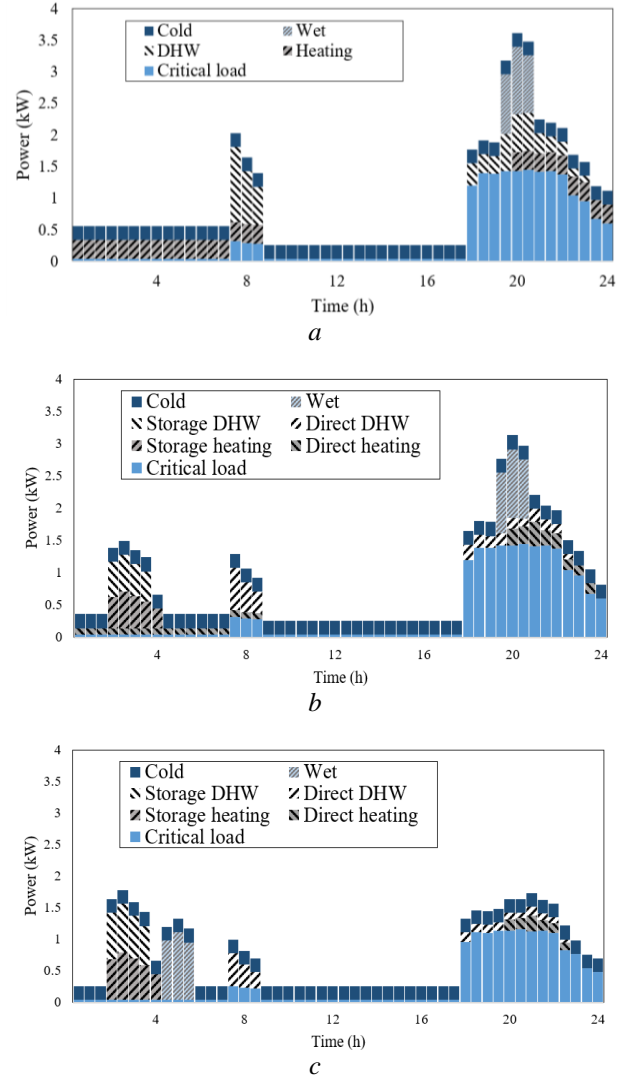 4
3.5
3
2.5
2
1.5
1
0.5
0
Power (kW)
Cold Wet
DHW Heating
Critical load
4 8 12 16 20 24
Time (h)
a
4
3.5
3
2.5
2
1.5
1
0.5
0
Power (kW)
Cold Wet
Storage DHW Direct DHW
Storage heating Direct heating
Critical load
4 8 12 16 20 24
Time (h)
b
4
3.5
3
2.5
2
1.5
1
0.5
0
Power (kW)
Cold Wet
Storage DHW Direct DHW
Storage heating Direct heating
Critical load
4 8 12 16 20 24
Time (h)
c